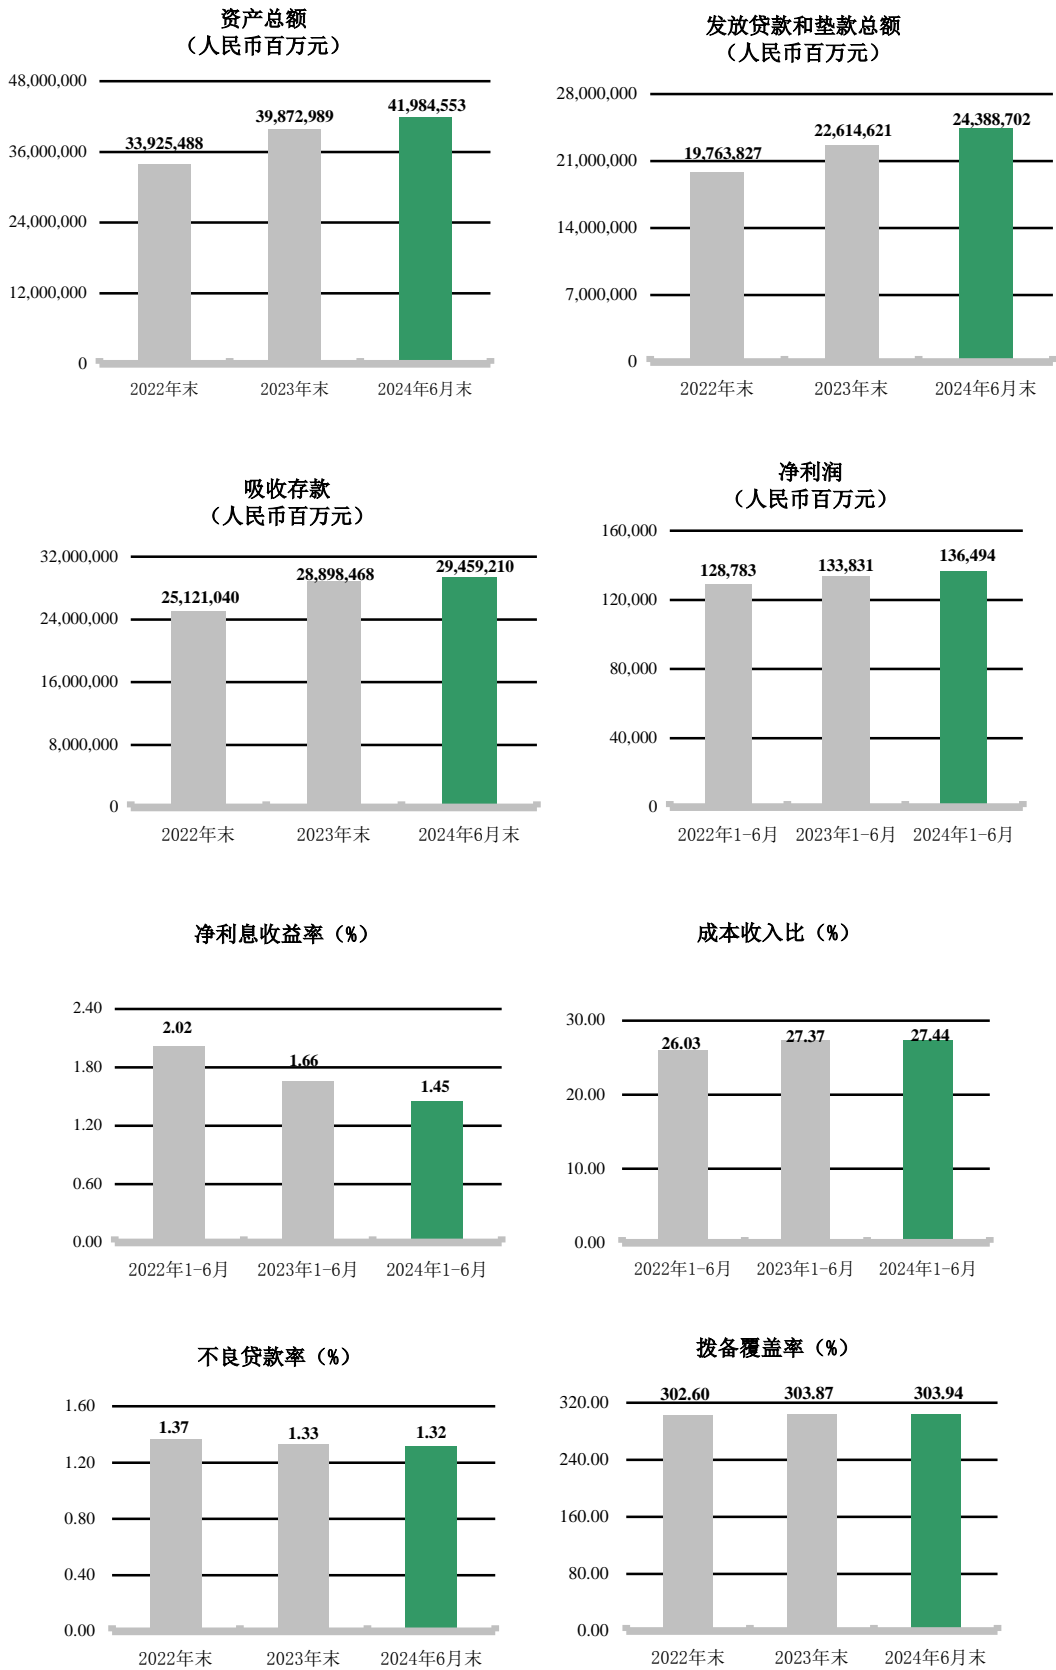 资产总额
（人民币百万元）
48,000,000
36,000,000
24,000,000
12,000,000
0
33,925,488
39,872,989
41,984,553
2022年末
2023年末
2024年6月末
发放贷款和垫款总额
（人民币百万元）
28,000,000
21,000,000
14,000,000
7,000,000
0
19,763,827
22,614,621
24,388,702
2022年末
2023年末
2024年6月末
吸收存款
（人民币百万元）
32,000,000
24,000,000
16,000,000
8,000,000
0
25,121,040
28,898,468
29,459,210
2022年末
2023年末
2024年6月末
净利润
（人民币百万元）
160,000
120,000
80,000
40,000
0
128,783
133,831
136,494
2022年1-6月
2023年1-6月
2024年1-6月
净利息收益率（%）
2.40
1.80
1.20
0.60
0.00
2.02
1.66
1.45
2022年1-6月
2023年1-6月
2024年1-6月
成本收入比（%）
30.00
20.00
10.00
0.00
26.03
27.37
27.44
2022年1-6月
2023年1-6月
2024年1-6月
不良贷款率（%）
1.60
1.20
0.80
0.40
0.00
1.37
1.33
1.32
2022年末
2023年末
2024年6月末
拨备覆盖率（%）
320.00
240.00
160.00
80.00
0.00
302.60
303.87
303.94
2022年末
2023年末
2024年6月末